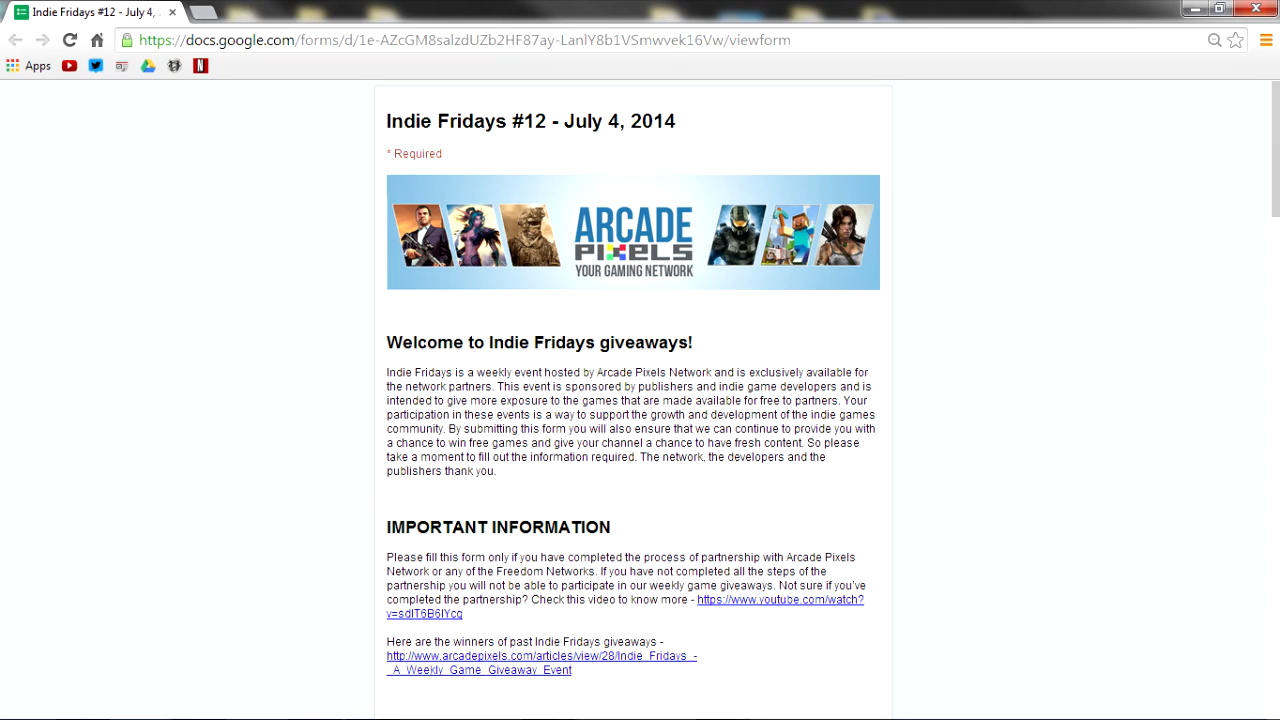 Indie Fridays #12 - July 4,
https://docs.google.com/forms/d/1e-AZcGM8salzdUZb2HF87ay-LanlY8b1VSmwvek16Vw/viewform
Apps
Indie Fridays #12 - July 4, 2014
* Required
ARCADE
PIXELS
YOUR GAMING NETWORK
Welcome to Indie Fridays giveaways!
Indie Fridays is a weekly event hosted by Arcade Pixels Network and is exclusively available for
the network partners. This event is sponsored by publishers and indie game developers and is
intended to give more exposure to the games that are made available for free to partners. Your
participation in these events is a way to support the growth and development of the indie games
community. By submitting this form you will also ensure that we can continue to provide you with
a chance to win free games and give your channel a chance to have fresh content. So please
take a moment to fill out the information required. The network, the developers and the
publishers thank you.
IMPORTANT INFORMATION
Please fill this form only if you have completed the process of partnership with Arcade Pixels
Network or any of the Freedom Networks. If you have not completed all the steps of the
partnership you will not be able to participate in our weekly game giveaways. Not sure if you've
completed the partnership? Check this video to know more - https://www.youtube.com/watch?
v=sdIT6B6IYcg
Here are the winners of past Indie Fridays giveaways -
http://www.arcadepixels.com/articles/view/28/Indie_Fridays_-
_A_Weekly_Game_Giveaway_Event